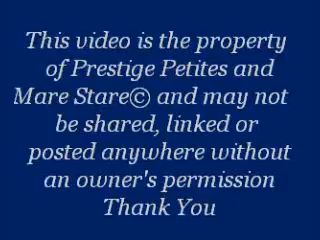 This video is the property
of Prestige Petites and
Mare Stare© and may not
be shared, linked or
posted anywhere without
an owner's permission
Thank You